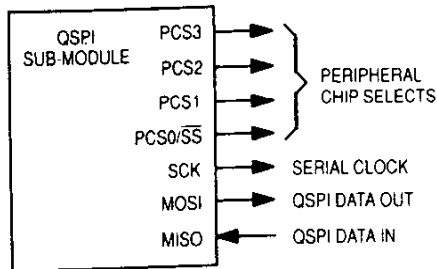 QSPI
SUB-MODULE
PCS3
PCS2
PCS1
PCS0/SS
SCK
MOSI
MISO
PERIPHERAL
CHIP SELECTS
SERIAL CLOCK
QSPI DATA OUT
QSPI DATA IN